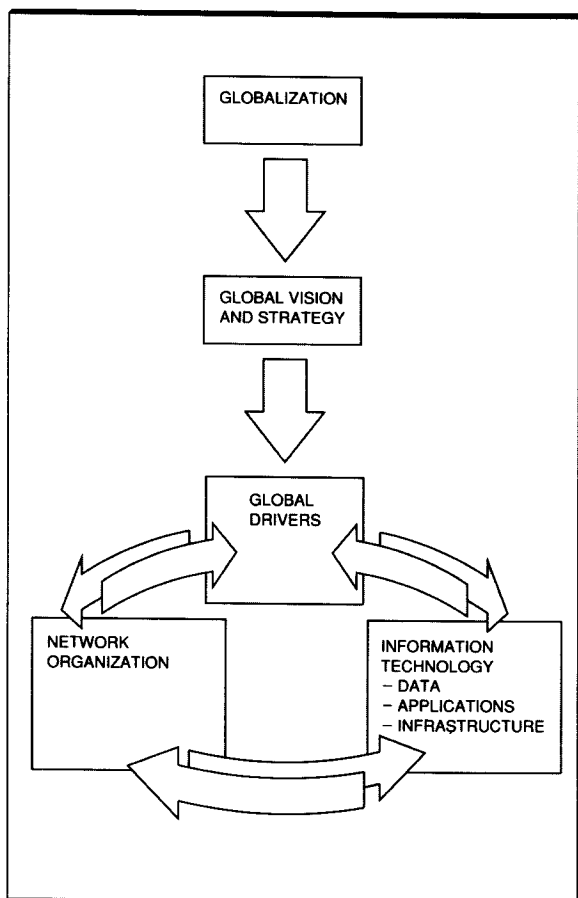 GLOBALIZATION
GLOBAL VISION
AND STRATEGY
GLOBAL
DRIVERS
NETWORK
ORGANIZATION
INFORMATION
TECHNOLOGY
– DATA
– APPLICATIONS
– INFRASTRUCTURE